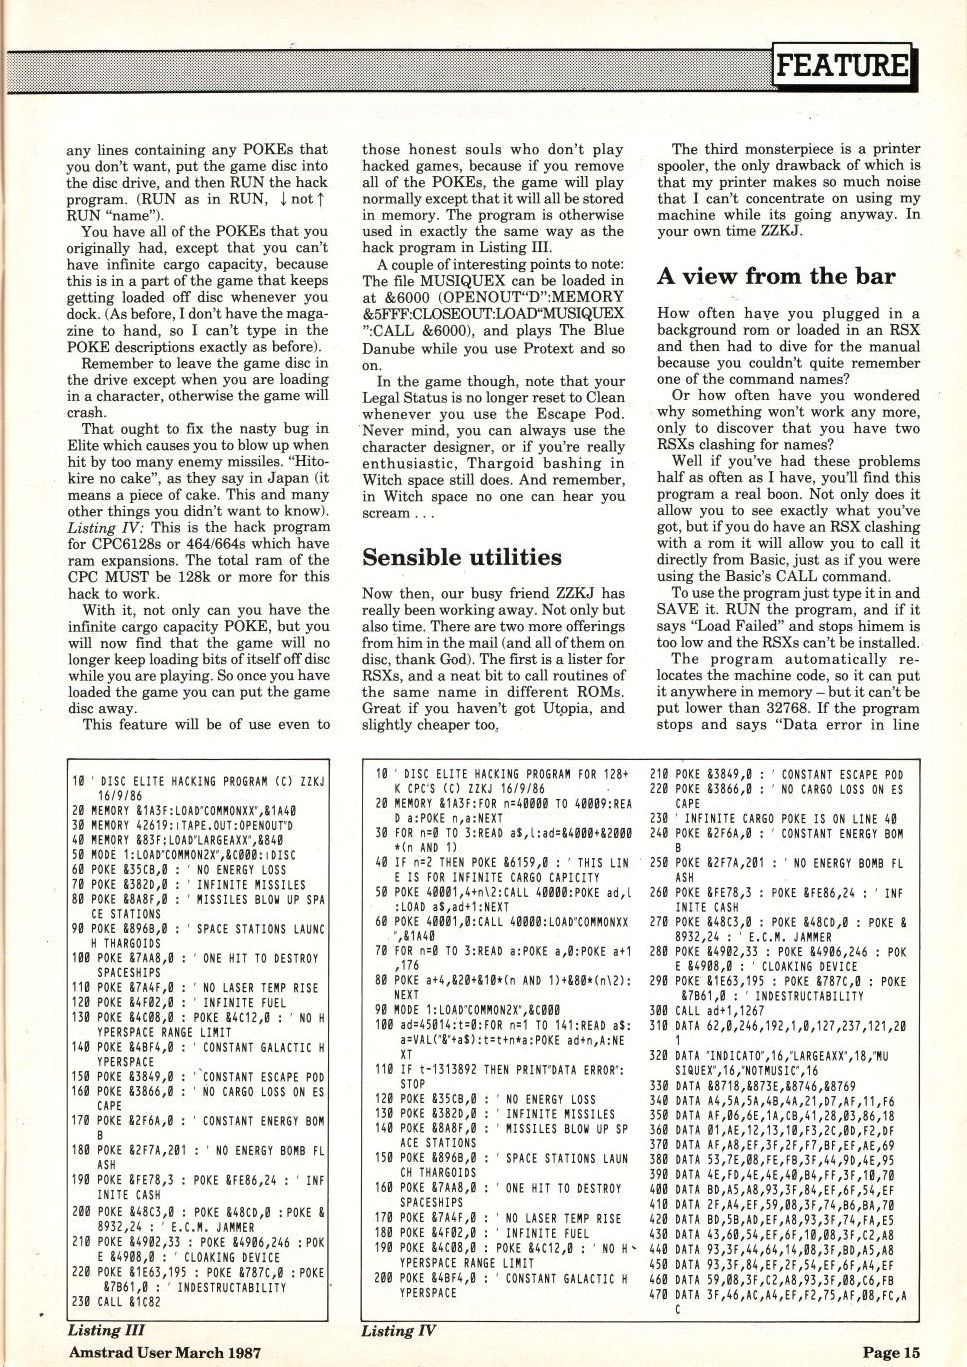 FEATURE
any lines containing any POKEs that
you don't want, put the game disc into
the disc drive, and then RUN the hack
program. (RUN as in RUN, ↓ not ↑
RUN “name”).
You have all of the POKEs that you
originally had, except that you can't
have infinite cargo capacity, because
this is in a part of the game that keeps
getting loaded off disc whenever you
dock. (As before, I don't have the maga-
zine to hand, so I can't type in the
POKE descriptions exactly as before).
Remember to leave the game disc in
the drive except when you are loading
in a character, otherwise the game will
crash.
That ought to fix the nasty bug in
Elite which causes you to blow up when
hit by too many enemy missiles. “Hito-
kire no cake”, as they say in Japan (it
means a piece of cake. This and many
other things you didn't want to know).
Listing IV: This is the hack program
for CPC6128s or 464/664s which have
ram expansions. The total ram of the
CPC MUST be 128k or more for this
hack to work.
With it, not only can you have the
infinite cargo capacity POKE, but you
will now find that the game will no
longer keep loading bits of itself off disc
while you are playing. So once you have
loaded the game you can put the game
disc away.
This feature will be of use even to
those honest souls who don't play
hacked games, because if you remove
all of the POKEs, the game will play
normally except that it will all be stored
in memory. The program is otherwise
used in exactly the same way as the
hack program in Listing III.
A couple of interesting points to note:
The file MUSIQUEX can be loaded in
at &6000 (OPENOUT“D”:MEMORY
&5FFF:CLOSEOUT:LOAD“MUSIQUEX
”:CALL &6000), and plays The Blue
Danube while you use Protext and so
on.
In the game though, note that your
Legal Status is no longer reset to Clean
whenever you use the Escape Pod.
Never mind, you can always use the
character designer, or if you're really
enthusiastic, Thargoid bashing in
Witch space still does. And remember,
in Witch space no one can hear you
scream . . .
Sensible utilities
Now then, our busy friend ZZKJ has
really been working away. Not only but
also time. There are two more offerings
from him in the mail (and all of them on
disc, thank God). The first is a lister for
RSXs, and a neat bit to call routines of
the same name in different ROMs.
Great if you haven't got Utopia, and
slightly cheaper too.
The third monsterpiece is a printer
spooler, the only drawback of which is
that my printer makes so much noise
that I can't concentrate on using my
machine while its going anyway. In
your own time ZZKJ.
A view from the bar
How often have you plugged in a
background rom or loaded in an RSX
and then had to dive for the manual
because you couldn't quite remember
one of the command names?
Or how often have you wondered
why something won't work any more,
only to discover that you have two
RSXs clashing for names?
Well if you've had these problems
half as often as I have, you'll find this
program a real boon. Not only does it
allow you to see exactly what you've
got, but if you do have an RSX clashing
with a rom it will allow you to call it
directly from Basic, just as if you were
using the Basic's CALL command.
To use the program just type it in and
SAVE it. RUN the program, and if it
says “Load Failed” and stops himem is
too low and the RSXs can't be installed.
The program automatically re-
locates the machine code, so it can put
it anywhere in memory – but it can't be
put lower than 32768. If the program
stops and says “Data error in line
10 ' DISC ELITE HACKING PROGRAM (C) ZZKJ
16/9/86
20 MEMORY &1A3F:LOAD"COMMONXX",&1A40
30 MEMORY 42619:|TAPE.OUT:OPENOUT"D
40 MEMORY &83F:LOAD"LARGEAXX",&840
50 MODE 1:LOAD"COMMON2X",&C000:|DISC
60 POKE &35CB,0 : ' NO ENERGY LOSS
70 POKE &382D,0 : ' INFINITE MISSILES
80 POKE &8A8F,0 : ' MISSILES BLOW UP SPA
CE STATIONS
90 POKE &896B,0 : ' SPACE STATIONS LAUNC
H THARGOIDS
100 POKE &7AA8,0 : ' ONE HIT TO DESTROY
SPACESHIPS
110 POKE &7A4F,0 : ' NO LASER TEMP RISE
120 POKE &4F02,0 : ' INFINITE FUEL
130 POKE &4C08,0 : POKE &4C12,0 : ' NO H
YPERSPACE RANGE LIMIT
140 POKE &4BF4,0 : ' CONSTANT GALACTIC H
YPERSPACE
150 POKE &3849,0 : ' CONSTANT ESCAPE POD
160 POKE &3866,0 : ' NO CARGO LOSS ON ES
CAPE
170 POKE &2F6A,0 : ' CONSTANT ENERGY BOM
B
180 POKE &2F7A,201 : ' NO ENERGY BOMB FL
ASH
190 POKE &FE78,3 : POKE &FE86,24 : ' INF
INITE CASH
200 POKE &48C3,0 : POKE &48CD,0 :POKE &
8932,24 : ' E.C.M. JAMMER
210 POKE &4902,33 : POKE &4906,246 :POK
E &4908,0 : ' CLOAKING DEVICE
220 POKE &1E63,195 : POKE &787C,0 :POKE
&7B61,0 : ' INDESTRUCTABILITY
230 CALL &1C82
Listing III
10 ' DISC ELITE HACKING PROGRAM FOR 128+
K CPC'S (C) ZZKJ 16/9/86
20 MEMORY &1A3F:FOR n=40000 TO 40009:REA
D a:POKE n,a:NEXT
30 FOR n=0 TO 3:READ a$,l:ad=&4000+&2000
*(n AND 1)
40 IF n=2 THEN POKE &6159,0 : ' THIS LIN
E IS FOR INFINITE CARGO CAPICITY
50 POKE 40001,4+n\2:CALL 40000:POKE ad,l
:LOAD a$,ad+1:NEXT
60 POKE 40001,0:CALL 40000:LOAD"COMMONXX
",&1A40
70 FOR n=0 TO 3:READ a:POKE a,0:POKE a+1
,176
80 POKE a+4,&20+&10*(n AND 1)+&80*(n\2):
NEXT
90 MODE 1:LOAD"COMMON2X",&C000
100 ad=45014:t=0:FOR n=1 TO 141:READ a$:
a=VAL("&"+a$):t=t+n*a:POKE ad+n,A:NE
XT
110 IF t-1313892 THEN PRINT"DATA ERROR":
STOP
120 POKE &35CB,0 : ' NO ENERGY LOSS
130 POKE &382D,0 : ' INFINITE MISSILES
140 POKE &8A8F,0 : ' MISSILES BLOW UP SP
ACE STATIONS
150 POKE &896B,0 : ' SPACE STATIONS LAUN
CH THARGOIDS
160 POKE &7AA8,0 : ' ONE HIT TO DESTROY
SPACESHIPS
170 POKE &7A4F,0 : ' NO LASER TEMP RISE
180 POKE &4F02,0 : ' INFINITE FUEL
190 POKE &4C08,0 : POKE &4C12,0 : ' NO H
YPERSPACE RANGE LIMIT
200 POKE &4BF4,0 : ' CONSTANT GALACTIC H
YPERSPACE
210 POKE &3849,0 : ' CONSTANT ESCAPE POD
220 POKE &3866,0 : ' NO CARGO LOSS ON ES
CAPE
230 ' INFINITE CARGO POKE IS ON LINE 40
240 POKE &2F6A,0 : ' CONSTANT ENERGY BOM
B
250 POKE &2F7A,201 : ' NO ENERGY BOMB FL
ASH
260 POKE &FE78,3 : POKE &FE86,24 : ' INF
INITE CASH
270 POKE &48C3,0 : POKE &48CD,0 : POKE &
8932,24 : ' E.C.M. JAMMER
280 POKE &4902,33 : POKE &4906,246 : POK
E &4908,0 : ' CLOAKING DEVICE
290 POKE &1E63,195 : POKE &787C,0 : POKE
&7B61,0 : ' INDESTRUCTABILITY
300 CALL ad+1,1267
310 DATA 62,0,246,192,1,0,127,237,121,20
1
320 DATA "INDICATO",16,"LARGEAXX",18,"MU
SIQUEX",16,"NOTMUSIC",16
330 DATA &8718,&873E,&8746,&8769
340 DATA A4,5A,5A,4B,4A,21,D7,AF,11,F6
350 DATA AF,06,6E,1A,CB,41,28,03,86,18
360 DATA 01,AE,12,13,10,F3,2C,0D,F2,DF
370 DATA AF,A8,EF,3F,2F,F7,BF,EF,AE,69
380 DATA 53,7E,08,FE,FB,3F,44,9D,4E,95
390 DATA 4E,FD,4E,4E,40,B4,FF,3F,10,70
400 DATA BD,A5,A8,93,3F,84,EF,6F,54,EF
410 DATA 2F,A4,EF,59,08,3F,74,B6,BA,70
420 DATA BD,5B,AD,EF,A8,93,3F,74,FA,E5
430 DATA 43,60,54,EF,6F,10,08,3F,C2,A8
440 DATA 93,3F,44,64,14,08,3F,BD,A5,A8
450 DATA 93,3F,84,EF,2F,54,EF,6F,A4,EF
460 DATA 59,08,3F,C2,A8,93,3F,08,C6,FB
470 DATA 3F,46,AC,A4,EF,F2,75,AF,08,FC,A
C
Listing IV
Amstrad User March 1987
Page 15